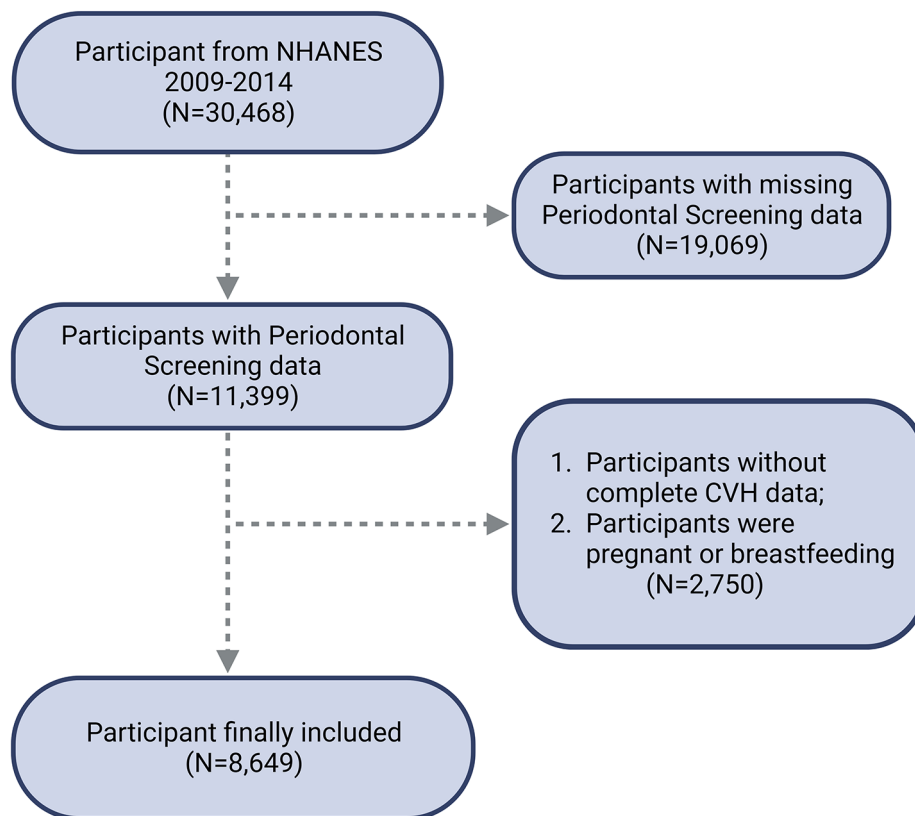 Participant from NHANES
2009-2014
(N=30,468)
Participants with missing
Periodontal Screening data
(N=19,069)
Participants with Periodontal
Screening data
(N=11,399)
1. Participants without
complete CVH data;
2. Participants were
pregnant or breastfeeding
(N=2,750)
Participant finally included
(N=8,649)